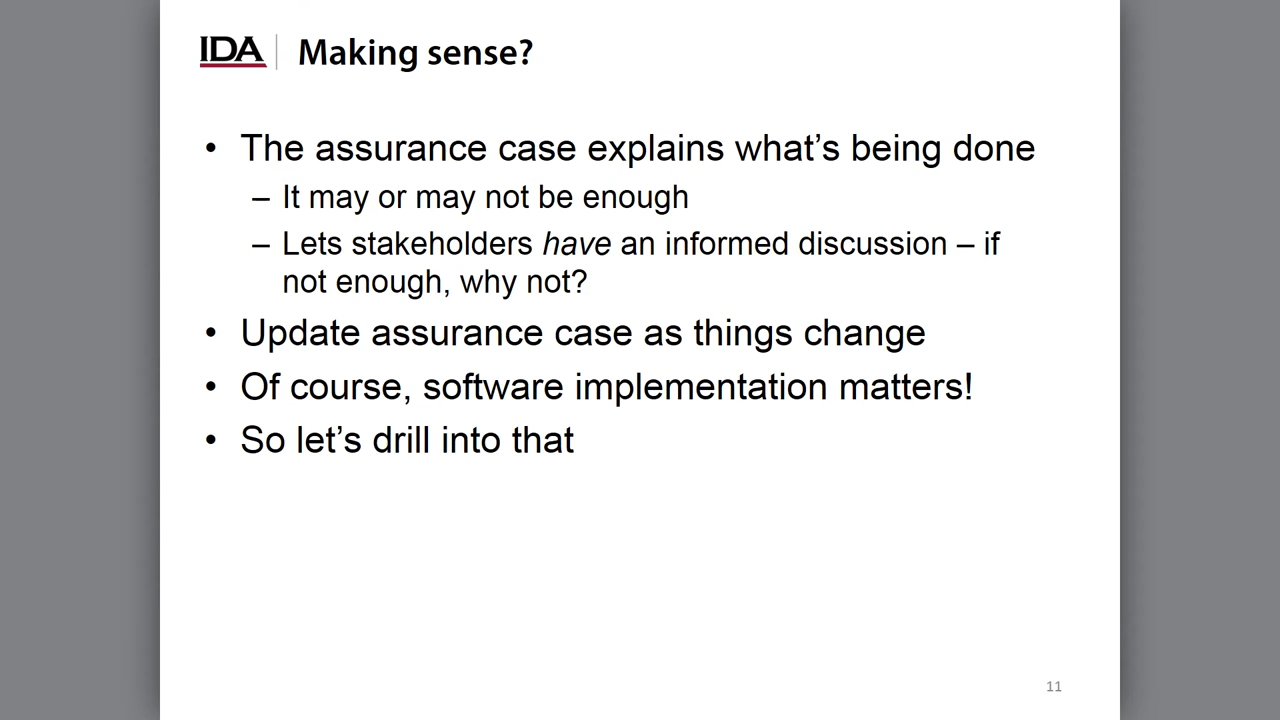 IDA Making sense?
• The assurance case explains what’s being done
– It may or may not be enough
– Lets stakeholders have an informed discussion – if
not enough, why not?
• Update assurance case as things change
• Of course, software implementation matters!
• So let’s drill into that
11